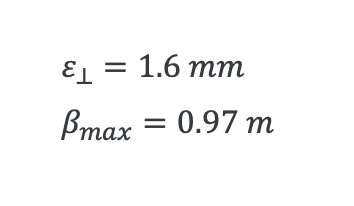 ε⊥ = 1.6 mm
βmax = 0.97 m